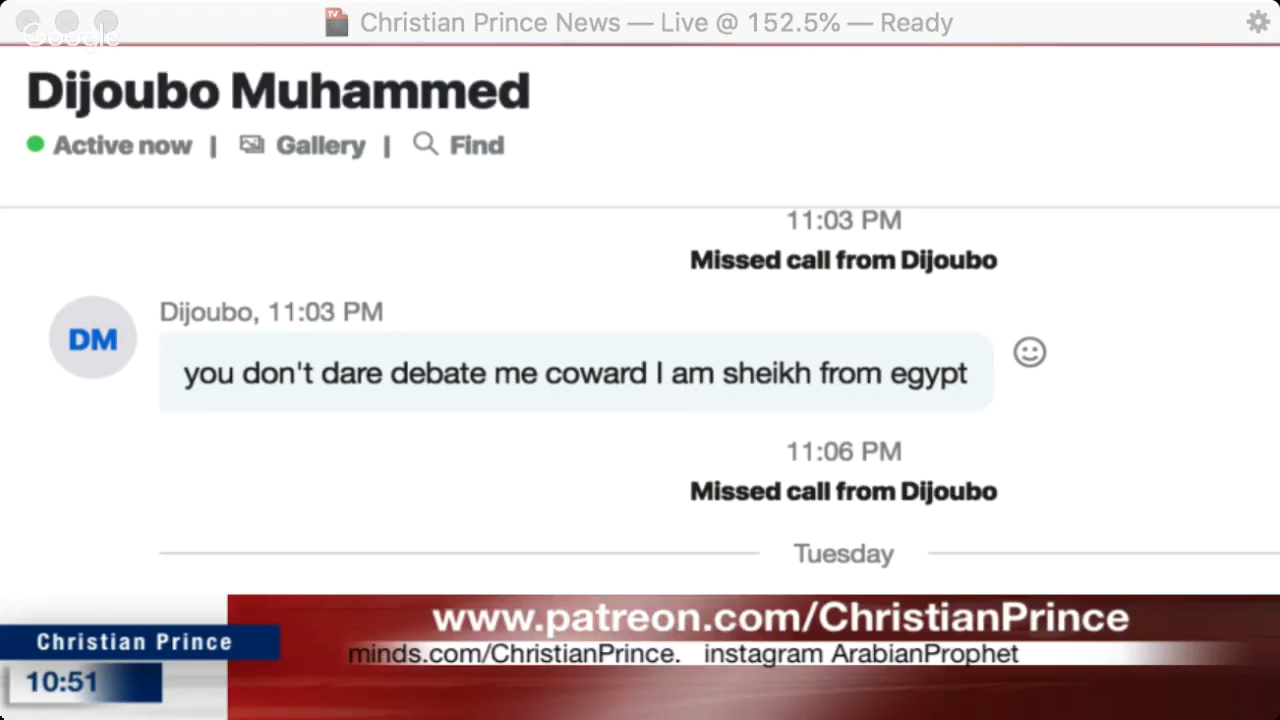 TV
Christian Prince News — Live @ 152.5% — Ready
Google
Dijoubo Muhammed
Active now | Gallery | Find
11:03 PM
Missed call from Dijoubo
Dijoubo, 11:03 PM
DM
you don't dare debate me coward I am sheikh from egypt
11:06 PM
Missed call from Dijoubo
Tuesday
www.patreon.com/ChristianPrince
Christian Prince
minds.com/ChristianPrince. instagram ArabianProphet
10:51